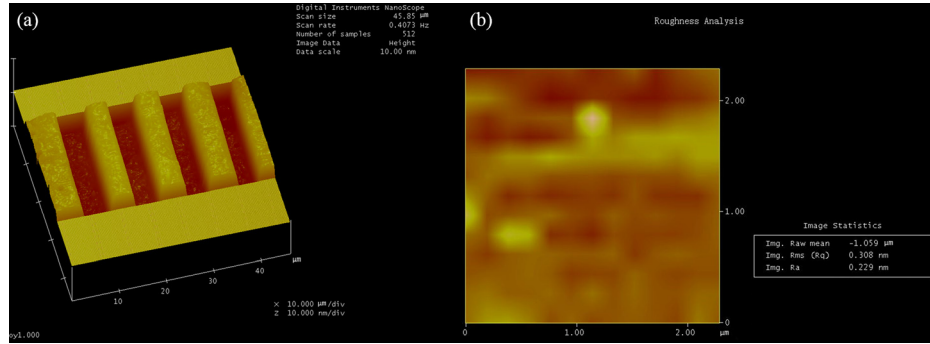 (a)
Digital Instruments NanoScope
Scan size 45.85 μm
Scan rate 0.4073 Hz
Number of samples 512
Image Data Height
Data scale 10.00 nm
10
20
30
40
μm
X 10.000 μm/div
Z 10.000 nm/div
oy1.000
(b)
Roughness Analysis
2.00
1.00
0
0
1.00
2.00
μm
Image Statistics
Img. Raw mean -1.059 μm
Img. Rms (Rq) 0.308 nm
Img. Ra 0.229 nm